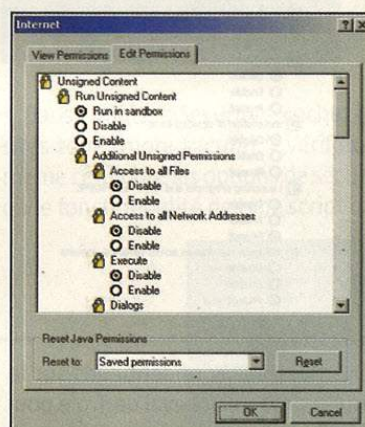 Internet
View Permissions
Edit Permissions
Unsigned Content
Run Unsigned Content
Run in sandbox
Disable
Enable
Additional Unsigned Permissions
Access to all Files
Disable
Enable
Access to all Network Addresses
Disable
Enable
Execute
Disable
Enable
Dialogs
Reset Java Permissions
Reset to:
Saved permissions
Reset
OK
Cancel